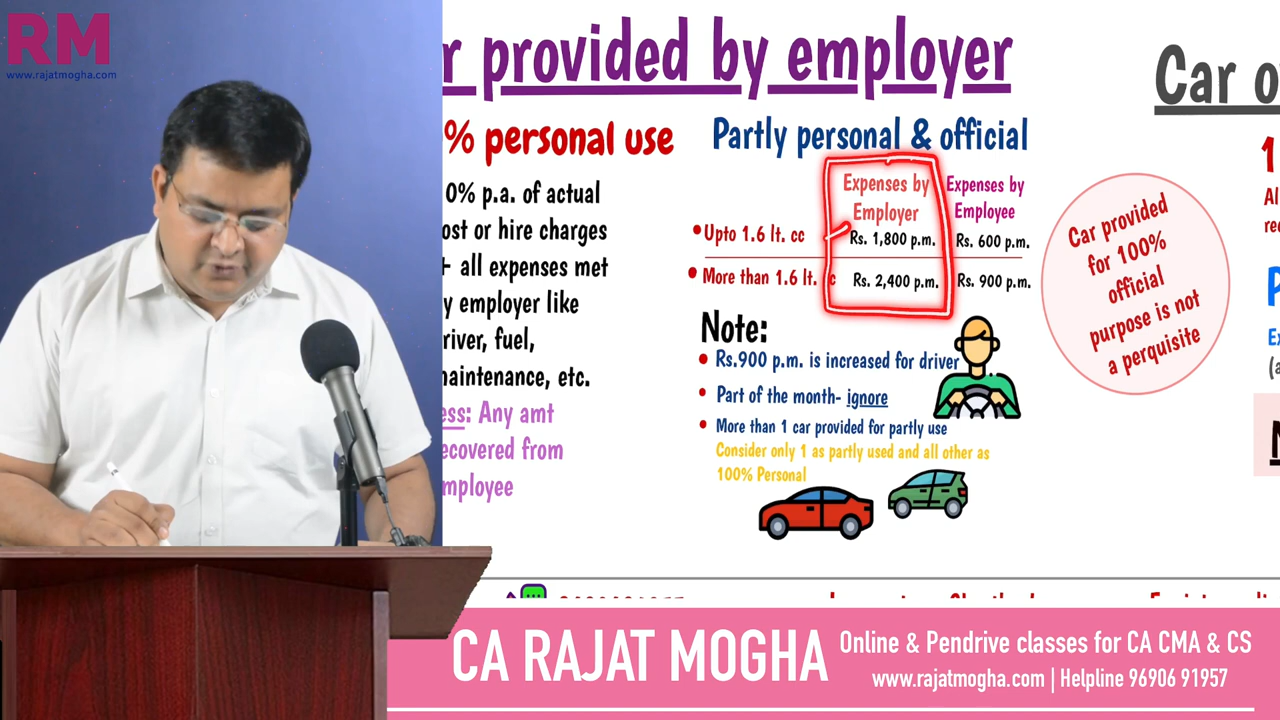 RM
www.rajatmogha.com
r provided by employer
% personal use
0% p.a. of actual
ost or hire charges
+ all expenses met
y employer like
river, fuel,
aintenance, etc.
ess: Any amt
ecovered from
mployee
Partly personal & official
Expenses by
Employer
Expenses by
Employee
•Upto 1.6 lt. cc Rs. 1,800 p.m. Rs. 600 p.m.
• More than 1.6 lt. c Rs. 2,400 p.m. Rs. 900 p.m.
Note:
• Rs.900 p.m. is increased for driver
• Part of the month- ignore
• More than 1 car provided for partly use
Consider only 1 as partly used and all other as
100% Personal
Car provided
for 100%
official
purpose is not
a perquisite
Car o
1
Al
re
Ex
(a
CA RAJAT MOGHA
Online & Pendrive classes for CA CMA & CS
www.rajatmogha.com | Helpline 96906 91957